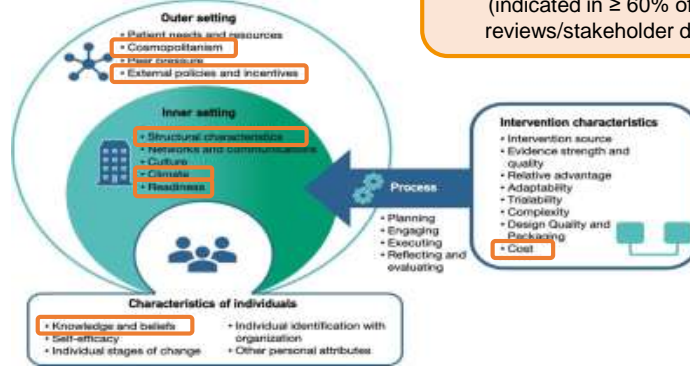 (indicated in ≥ 60% of
reviews/stakeholder d
Outer setting
• Patient needs and resources
• Cosmopolitanism
• Peer pressure
• External policies and incentives
Inner setting
• Structural characteristics
• Networks and communications
• Culture
• Climate
• Readiness
Process
• Planning
• Engaging
• Executing
• Reflecting and
evaluating
Intervention characteristics
• Intervention source
• Evidence strength and
quality
• Relative advantage
• Adaptability
• Trialability
• Complexity
• Design Quality and
Packaging
• Cost
Characteristics of individuals
• Knowledge and beliefs
• Self-efficacy
• Individual stages of change
• Individual identification with
organization
• Other personal attributes